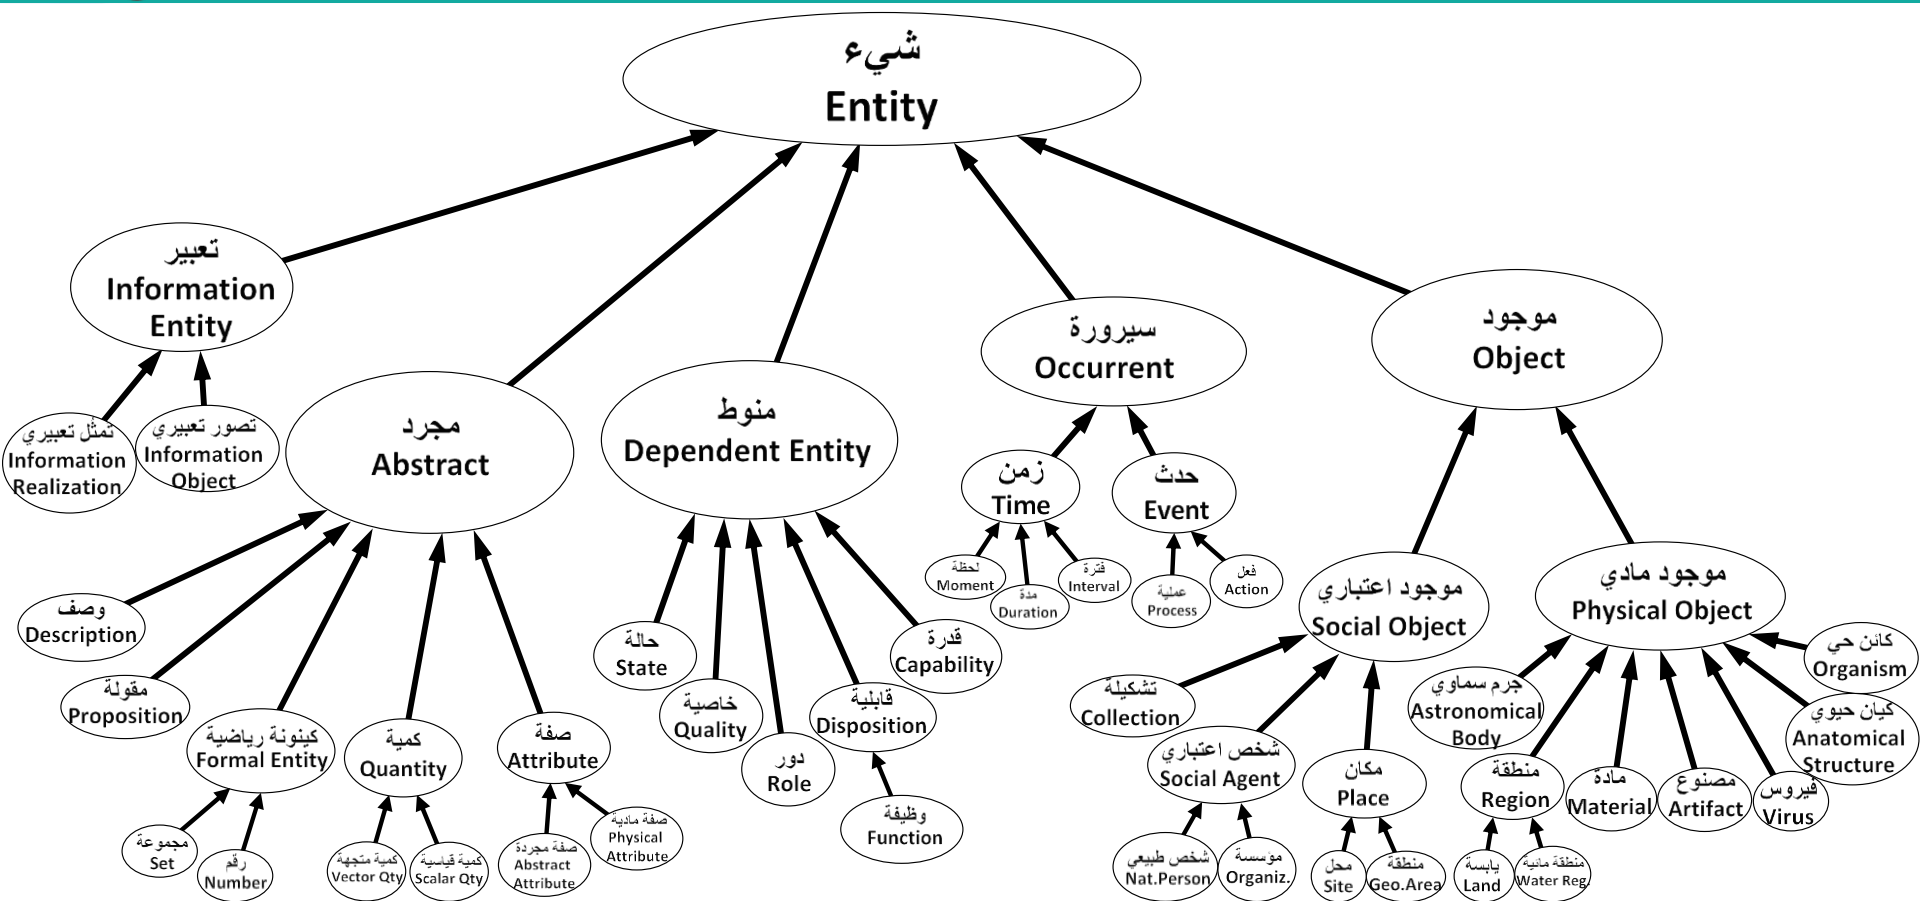 شيء
Entity
تعبير
Information
Entity
موجود
Object
سيرورة
Occurrent
منوط
Dependent Entity
مجرد
Abstract
تمثل تعبيري
Information
Realization
تصور تعبيري
Information
Object
زمن
Time
حدث
Event
لحظة
Moment
مدة
Duration
فترة
Interval
عملية
Process
فعل
Action
موجود اعتباري
Social Object
موجود مادي
Physical Object
وصف
Description
مقولة
Proposition
كينونة رياضية
Formal Entity
كمية
Quantity
صفة
Attribute
حالة
State
خاصية
Quality
دور
Role
قابلية
Disposition
قدرة
Capability
وظيفة
Function
تشكيلة
Collection
شخص اعتباري
Social Agent
مكان
Place
جرم سماوي
Astronomical
Body
منطقة
Region
مادة
Material
مصنوع
Artifact
فيروس
Virus
كيان حيوي
Anatomical
Structure
كائن حي
Organism
مجموعة
Set
رقم
Number
كمية متجهة
Vector Qty
كمية قياسية
Scalar Qty
صفة مجردة
Abstract
Attribute
صفة مادية
Physical
Attribute
شخص طبيعي
Nat.Person
مؤسسة
Organiz.
محل
Site
منطقة
Geo.Area
يابسة
Land
منطقة مائية
Water Reg.